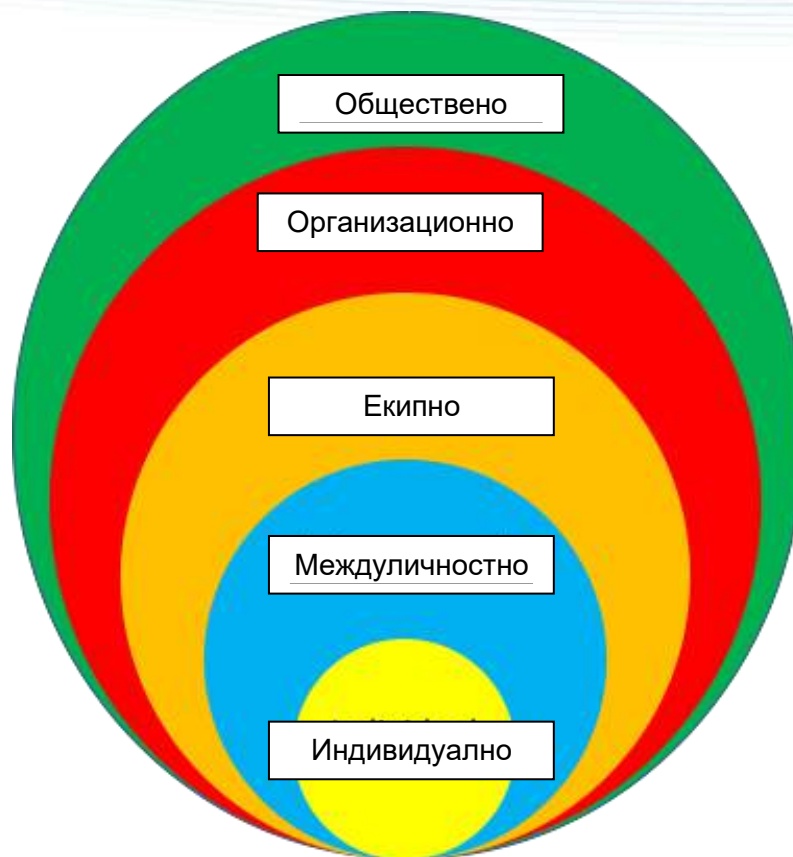 Обществено
Организационно
Екипно
Междуличностно
Индивидуално